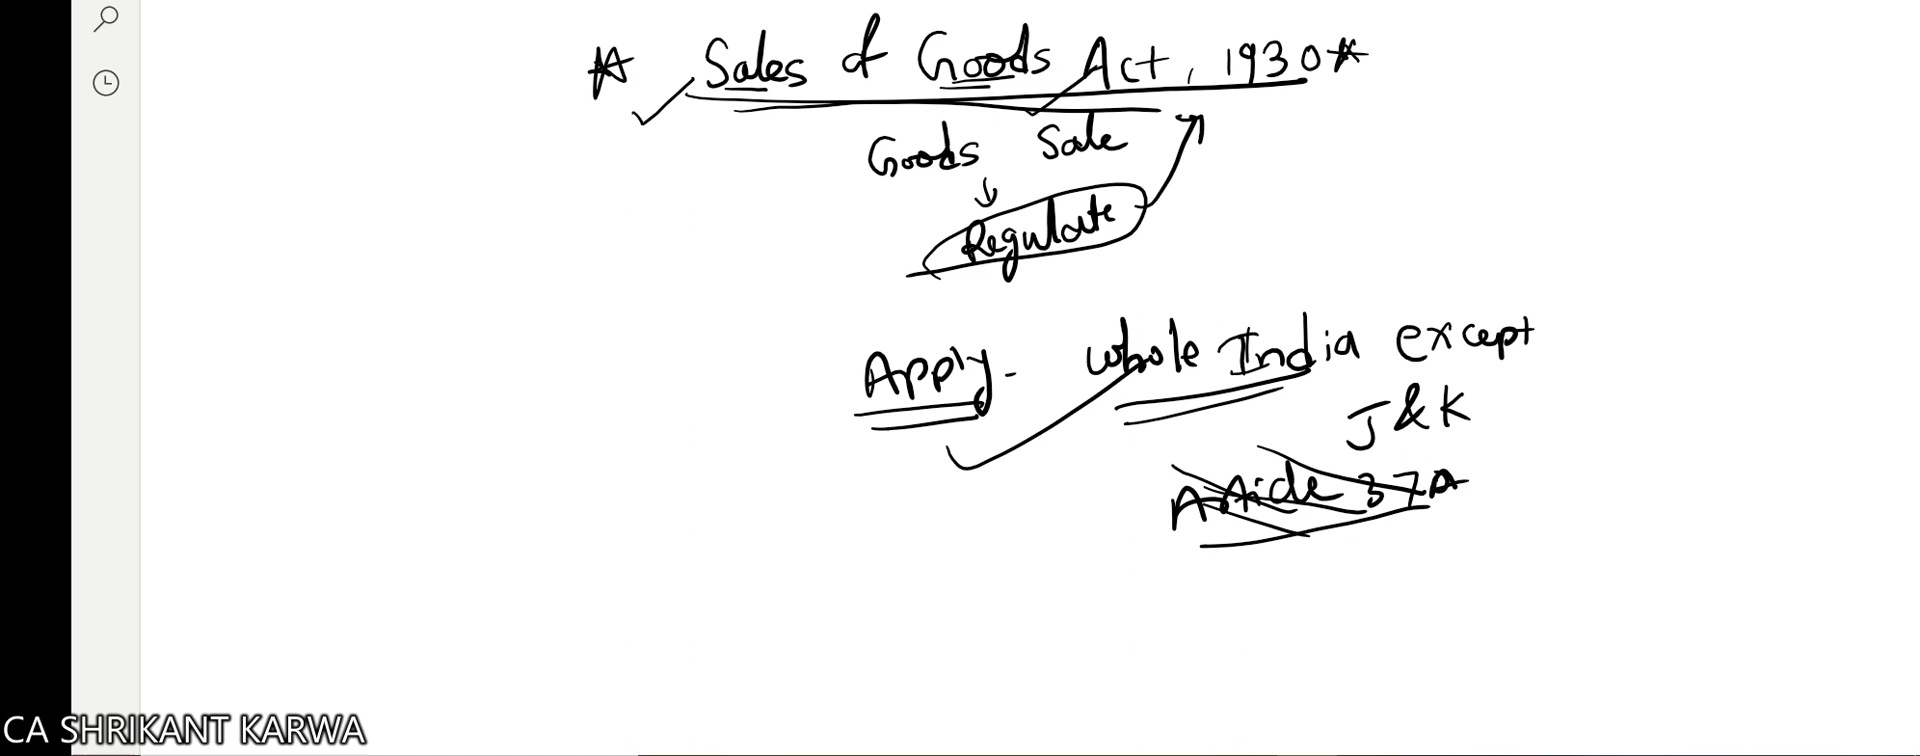 Sales of Goods Act, 1930
Goods Sale
Regulate
Apply - whole India except
J & K
Article 370
CA SHRIKANT KARWA